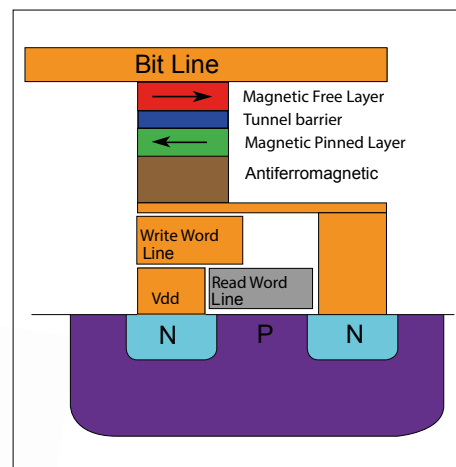 Bit Line
Magnetic Free Layer
Tunnel barrier
Magnetic Pinned Layer
Antiferromagnetic
Write Word
Line
Vdd
Read Word
Line
N
P
N